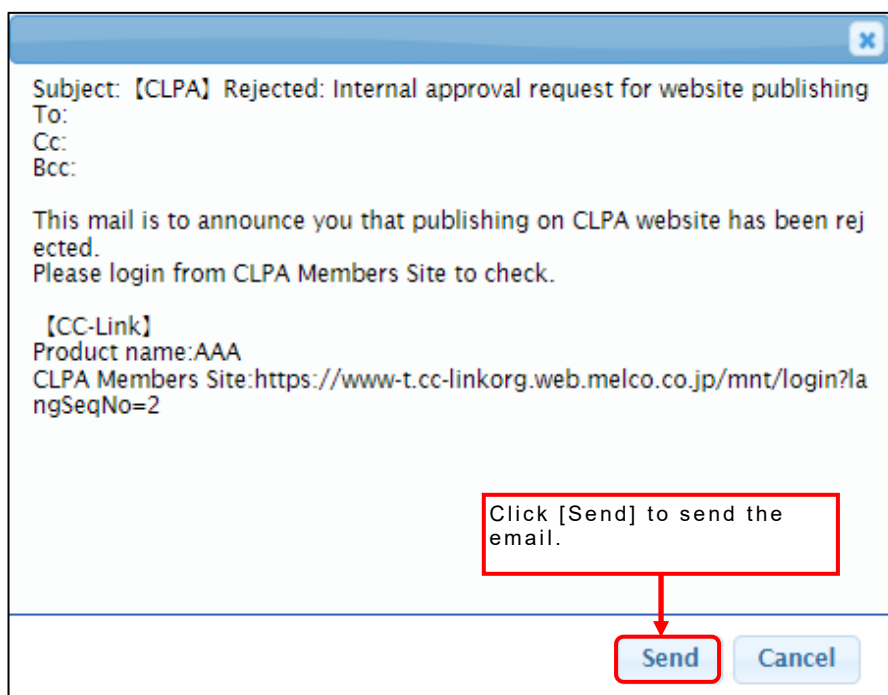 Subject:【CLPA】Rejected: Internal approval request for website publishing
To:
Cc:
Bcc:
This mail is to announce you that publishing on CLPA website has been rej
ected.
Please login from CLPA Members Site to check.
【CC-Link】
Product name:AAA
CLPA Members Site:https://www-t.cc-linkorg.web.melco.co.jp/mnt/login?la
ngSeqNo=2
Click [Send] to send the
email.
Send
Cancel